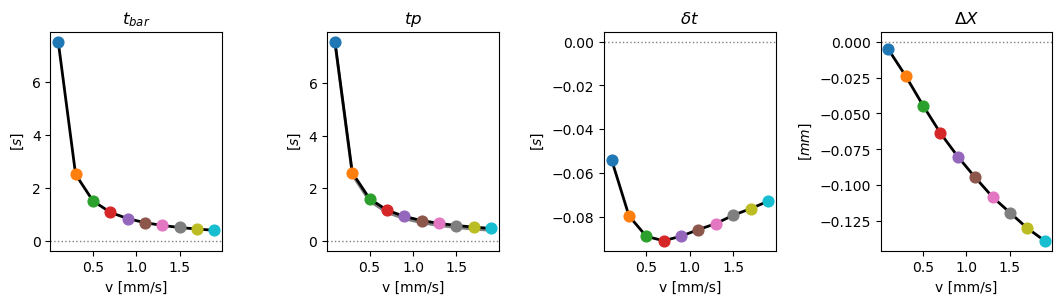 t_bar
[s]
6
4
2
0
0.5 1.0 1.5
v [mm/s]
tp
[s]
6
4
2
0
0.5 1.0 1.5
v [mm/s]
δt
[s]
0.00
−0.02
−0.04
−0.06
−0.08
0.5 1.0 1.5
v [mm/s]
ΔX
[mm]
0.000
−0.025
−0.050
−0.075
−0.100
−0.125
0.5 1.0 1.5
v [mm/s]